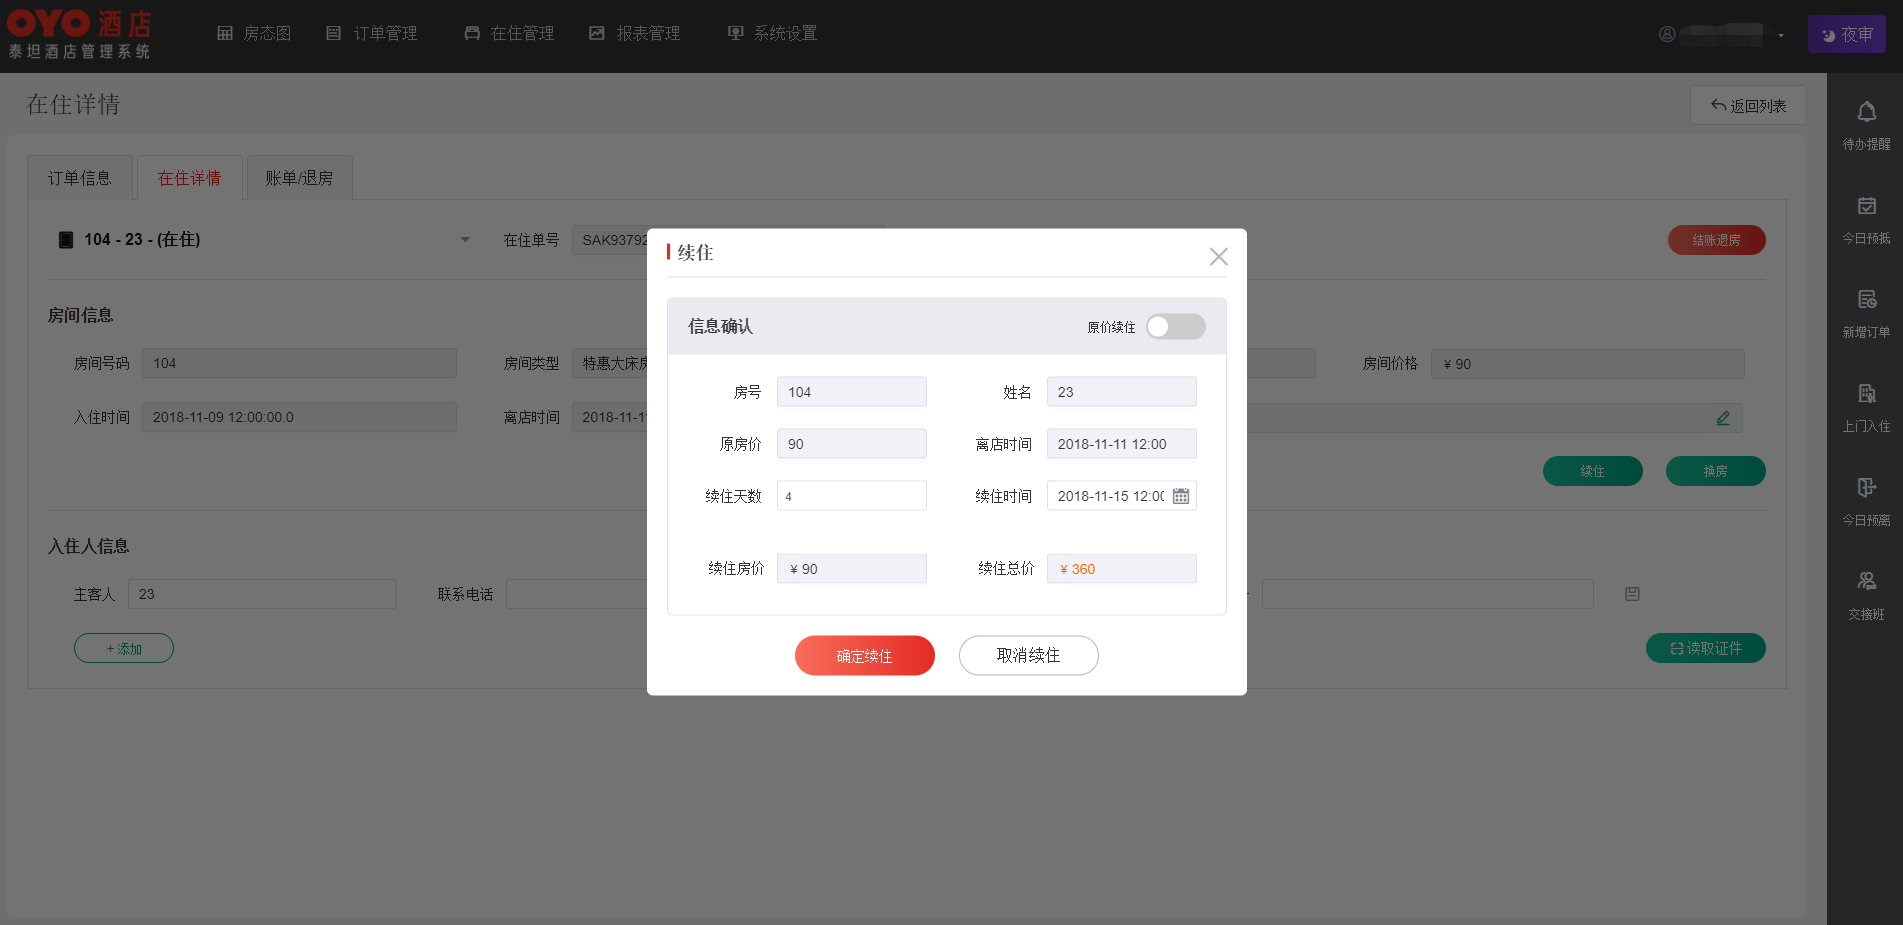 OYO 酒店
泰坦酒店管理系统
房态图 订单管理 在住管理 报表管理 系统设置
夜审
在住详情
返回列表
订单信息 在住详情 账单/退房
104 - 23 - (在住)
在住单号 SAK93792
结账退房
房间信息
房间号码 104
房间类型 特惠大床房
房间价格 ¥ 90
入住时间 2018-11-09 12:00:00.0
离店时间 2018-11-1
续住 换房
入住人信息
主客人 23
联系电话
+ 添加
读取证件
续住
信息确认
原价续住
房号 104
姓名 23
原房价 90
离店时间 2018-11-11 12:00
续住天数 4
续住时间 2018-11-15 12:00
续住房价 ¥ 90
续住总价 ¥ 360
确定续住 取消续住
待办提醒
今日预抵
新增订单
上门入住
今日预离
交接班